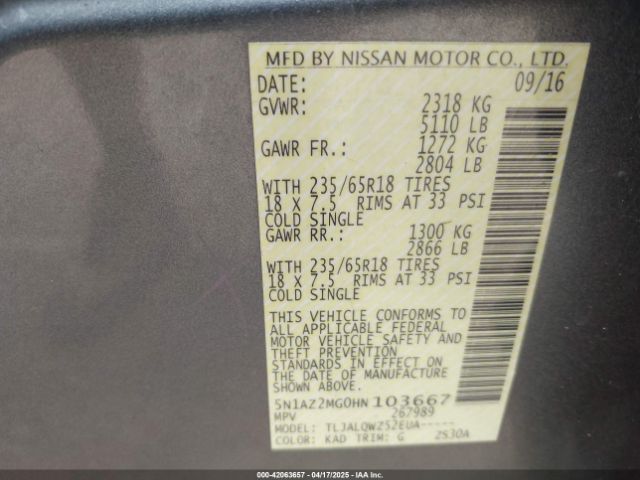 MFD BY NISSAN MOTOR CO., LTD.
DATE: 09/16
GVWR: 2318 KG
5110 LB
GAWR FR.: 1272 KG
2804 LB
WITH 235/65R18 TIRES
18 X 7.5 RIMS AT 33 PSI
COLD SINGLE
GAWR RR.: 1300 KG
2866 LB
WITH 235/65R18 TIRES
18 X 7.5 RIMS AT 33 PSI
COLD SINGLE
THIS VEHICLE CONFORMS TO
ALL APPLICABLE FEDERAL
MOTOR VEHICLE SAFETY AND
THEFT PREVENTION
STANDARDS IN EFFECT ON
THE DATE OF MANUFACTURE
SHOWN ABOVE.
5N1AZ2MG0HN103667
MPV 267989
MODEL: TLJALQWZ52EUA-----
COLOR: KAD TRIM: G ZS30A
000-42063657 - 04/17/2025 - IAAI.COM